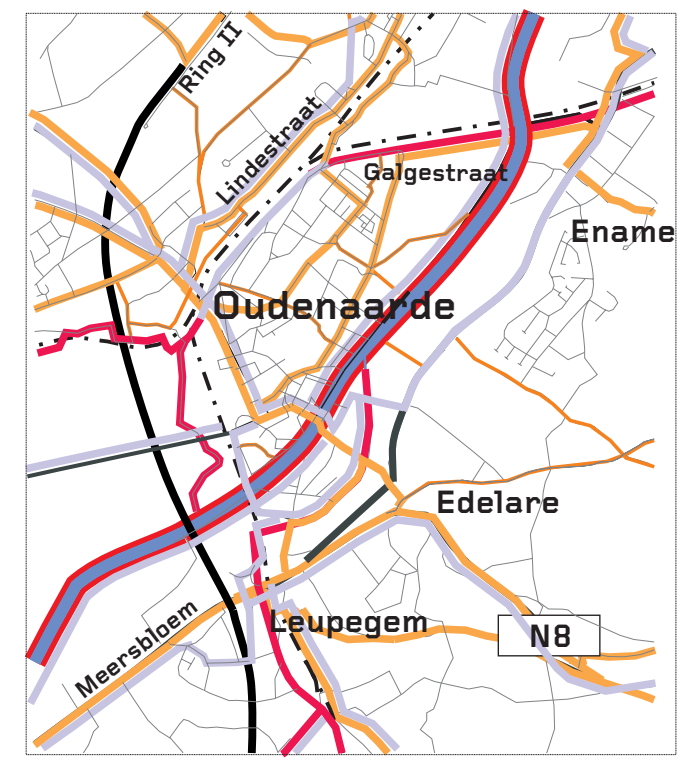 Ring II
Lindestraat
Galgestraat
Ename
Oudenaarde
Edelare
Leupegem
N8
Meersbloem